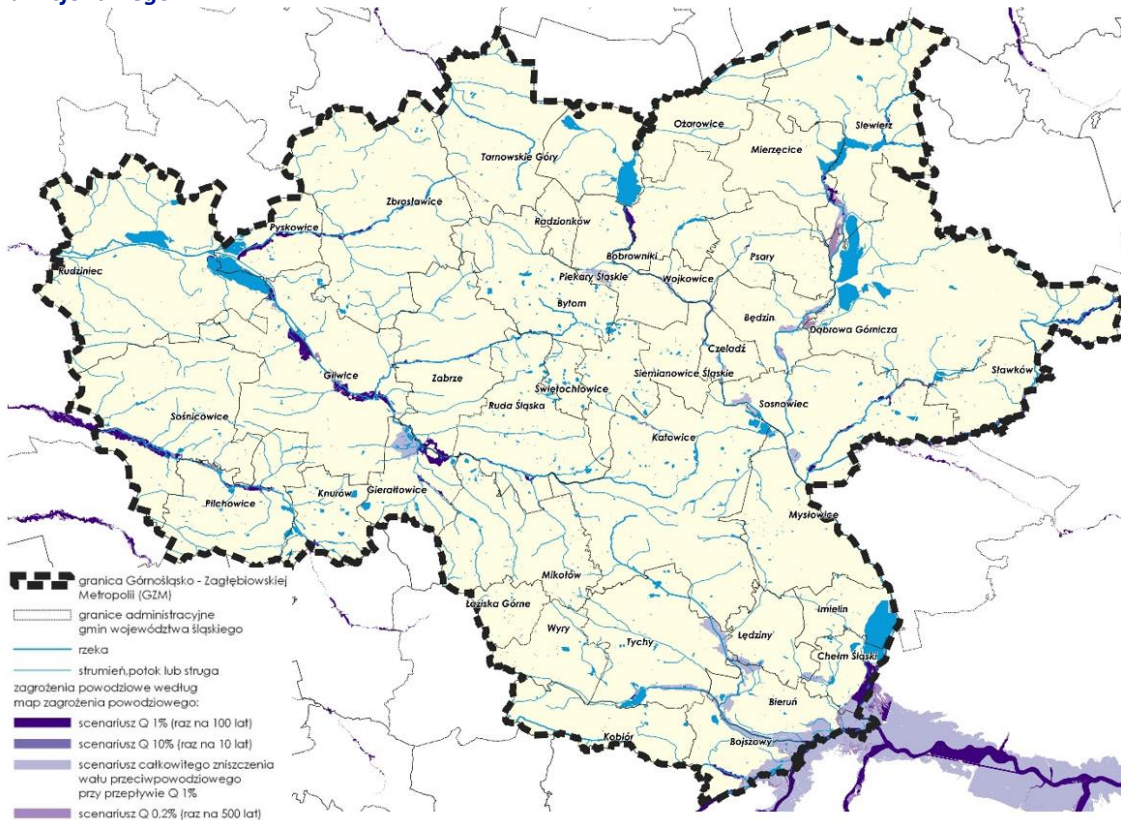 Ożarowice
Siewierz
Mierzęcice
Tarnowskie Góry
Zbrosławice
Radzionków
Pyskowice
Bobrowniki
Psary
Rudziniec
Piekary Śląskie
Wojkowice
Bytom
Będzin
Dąbrowa Górnicza
Czeladź
Gliwice
Zabrze
Siemianowice Śląskie
Sławków
Świętochłowice
Sosnowiec
Ruda Śląska
Sośnicowice
Katowice
Knurów
Gierałtowice
Pilchowice
Mysłowice
Mikołów
Łaziska Górne
Imielin
Wyry
Tychy
Lędziny
Chełm Śląski
Bieruń
Kobiór
Bojszowy
granica Górnośląsko - Zagłębiowskiej
Metropolii (GZM)
granice administracyjne
gmin województwa śląskiego
rzeka
strumień,potok lub struga
zagrożenia powodziowe według
map zagrożenia powodziowego:
scenariusz Q 1% (raz na 100 lat)
scenariusz Q 10% (raz na 10 lat)
scenariusz całkowitego zniszczenia
wału przeciwpowodziowego
przy przepływie Q 1%
scenariusz Q 0,2% (raz na 500 lat)